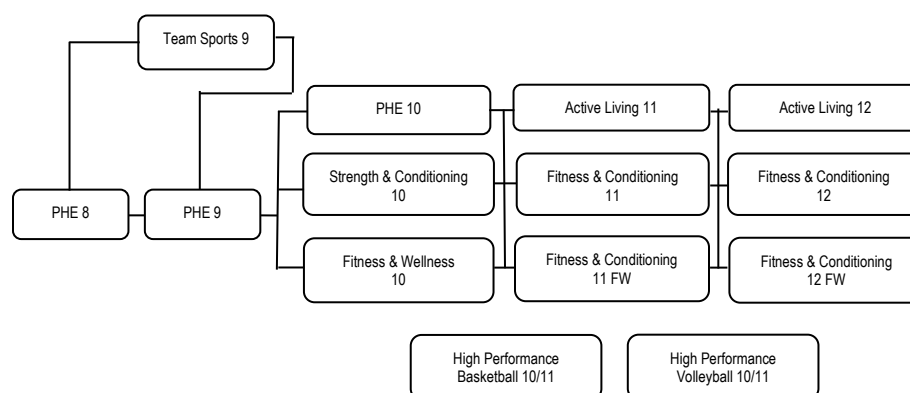 Team Sports 9
PHE 10
Active Living 11
Active Living 12
Strength & Conditioning
10
Fitness & Conditioning
11
Fitness & Conditioning
12
PHE 8
PHE 9
Fitness & Wellness
10
Fitness & Conditioning
11 FW
Fitness & Conditioning
12 FW
High Performance
Basketball 10/11
High Performance
Volleyball 10/11